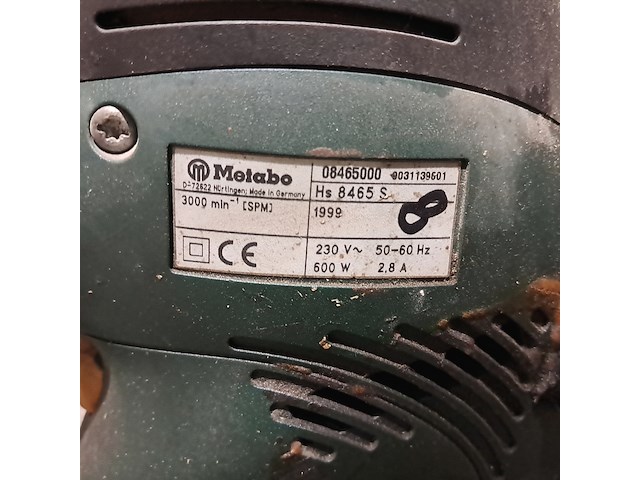 Metabo 08465000 0031139601
D-72622 Nürtingen; Made in Germany Hs 8465 S
3000 min⁻¹ [SPM] 1999 8
CE 230 V~ 50-60 Hz
600 W 2,8 A